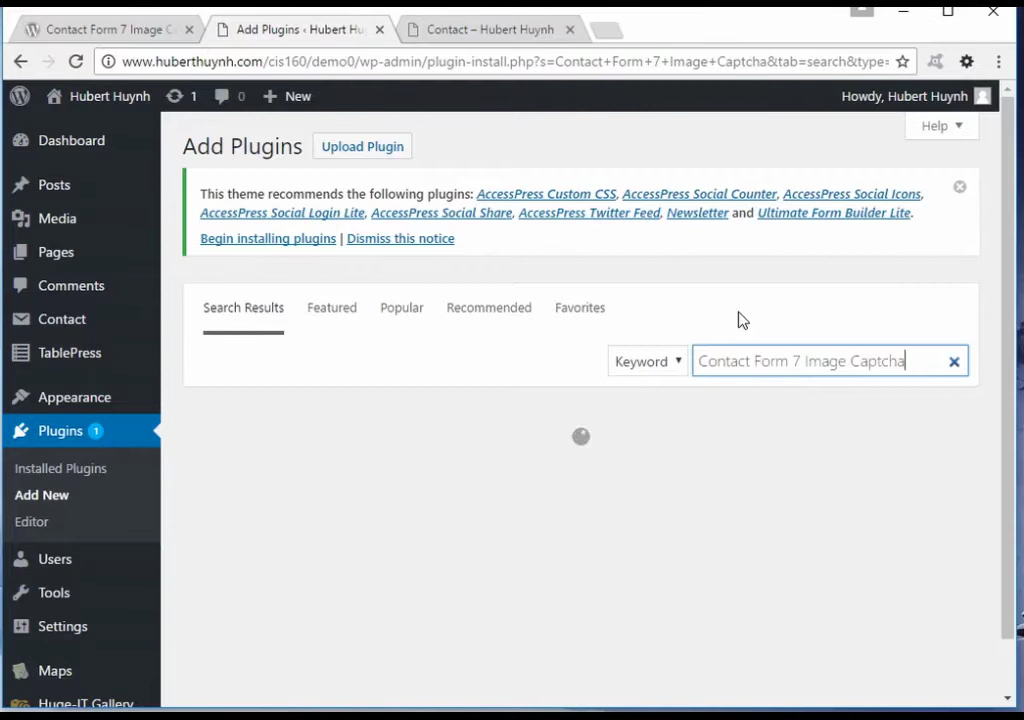 Contact Form 7 Image C
Add Plugins ‹ Hubert Hu
Contact – Hubert Huynh
www.huberthuynh.com/cis160/demo0/wp-admin/plugin-install.php?s=Contact+Form+7+Image+Captcha&tab=search&type=
Hubert Huynh
1
0
New
Howdy, Hubert Huynh
Help
Dashboard
Posts
Media
Pages
Comments
Contact
TablePress
Appearance
Plugins 1
Installed Plugins
Add New
Editor
Users
Tools
Settings
Maps
Huge-IT Gallery
Add Plugins
Upload Plugin
This theme recommends the following plugins: AccessPress Custom CSS, AccessPress Social Counter, AccessPress Social Icons,
AccessPress Social Login Lite, AccessPress Social Share, AccessPress Twitter Feed, Newsletter and Ultimate Form Builder Lite.
Begin installing plugins | Dismiss this notice
Search Results
Featured
Popular
Recommended
Favorites
Keyword
Contact Form 7 Image Captcha